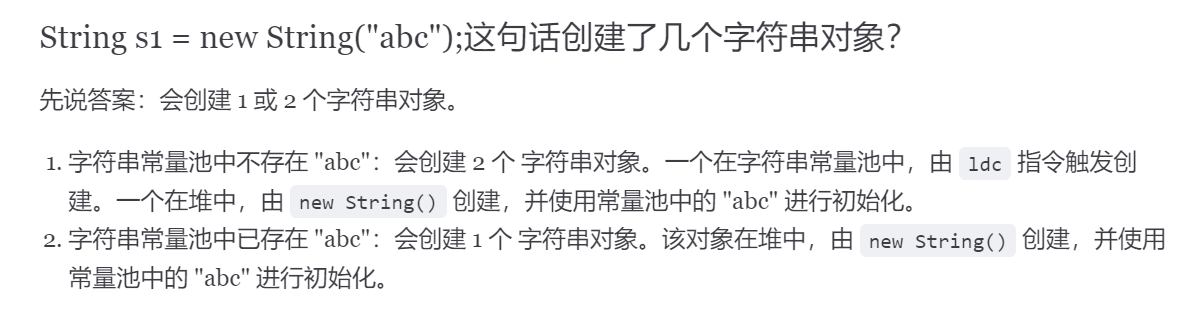 String s1 = new String("abc");这句话创建了几个字符串对象？
先说答案：会创建 1 或 2 个字符串对象。
1. 字符串常量池中不存在 "abc"：会创建 2 个 字符串对象。一个在字符串常量池中，由 ldc 指令触发创
建。一个在堆中，由 new String() 创建，并使用常量池中的 "abc" 进行初始化。
2. 字符串常量池中已存在 "abc"：会创建 1 个 字符串对象。该对象在堆中，由 new String() 创建，并使用
常量池中的 "abc" 进行初始化。